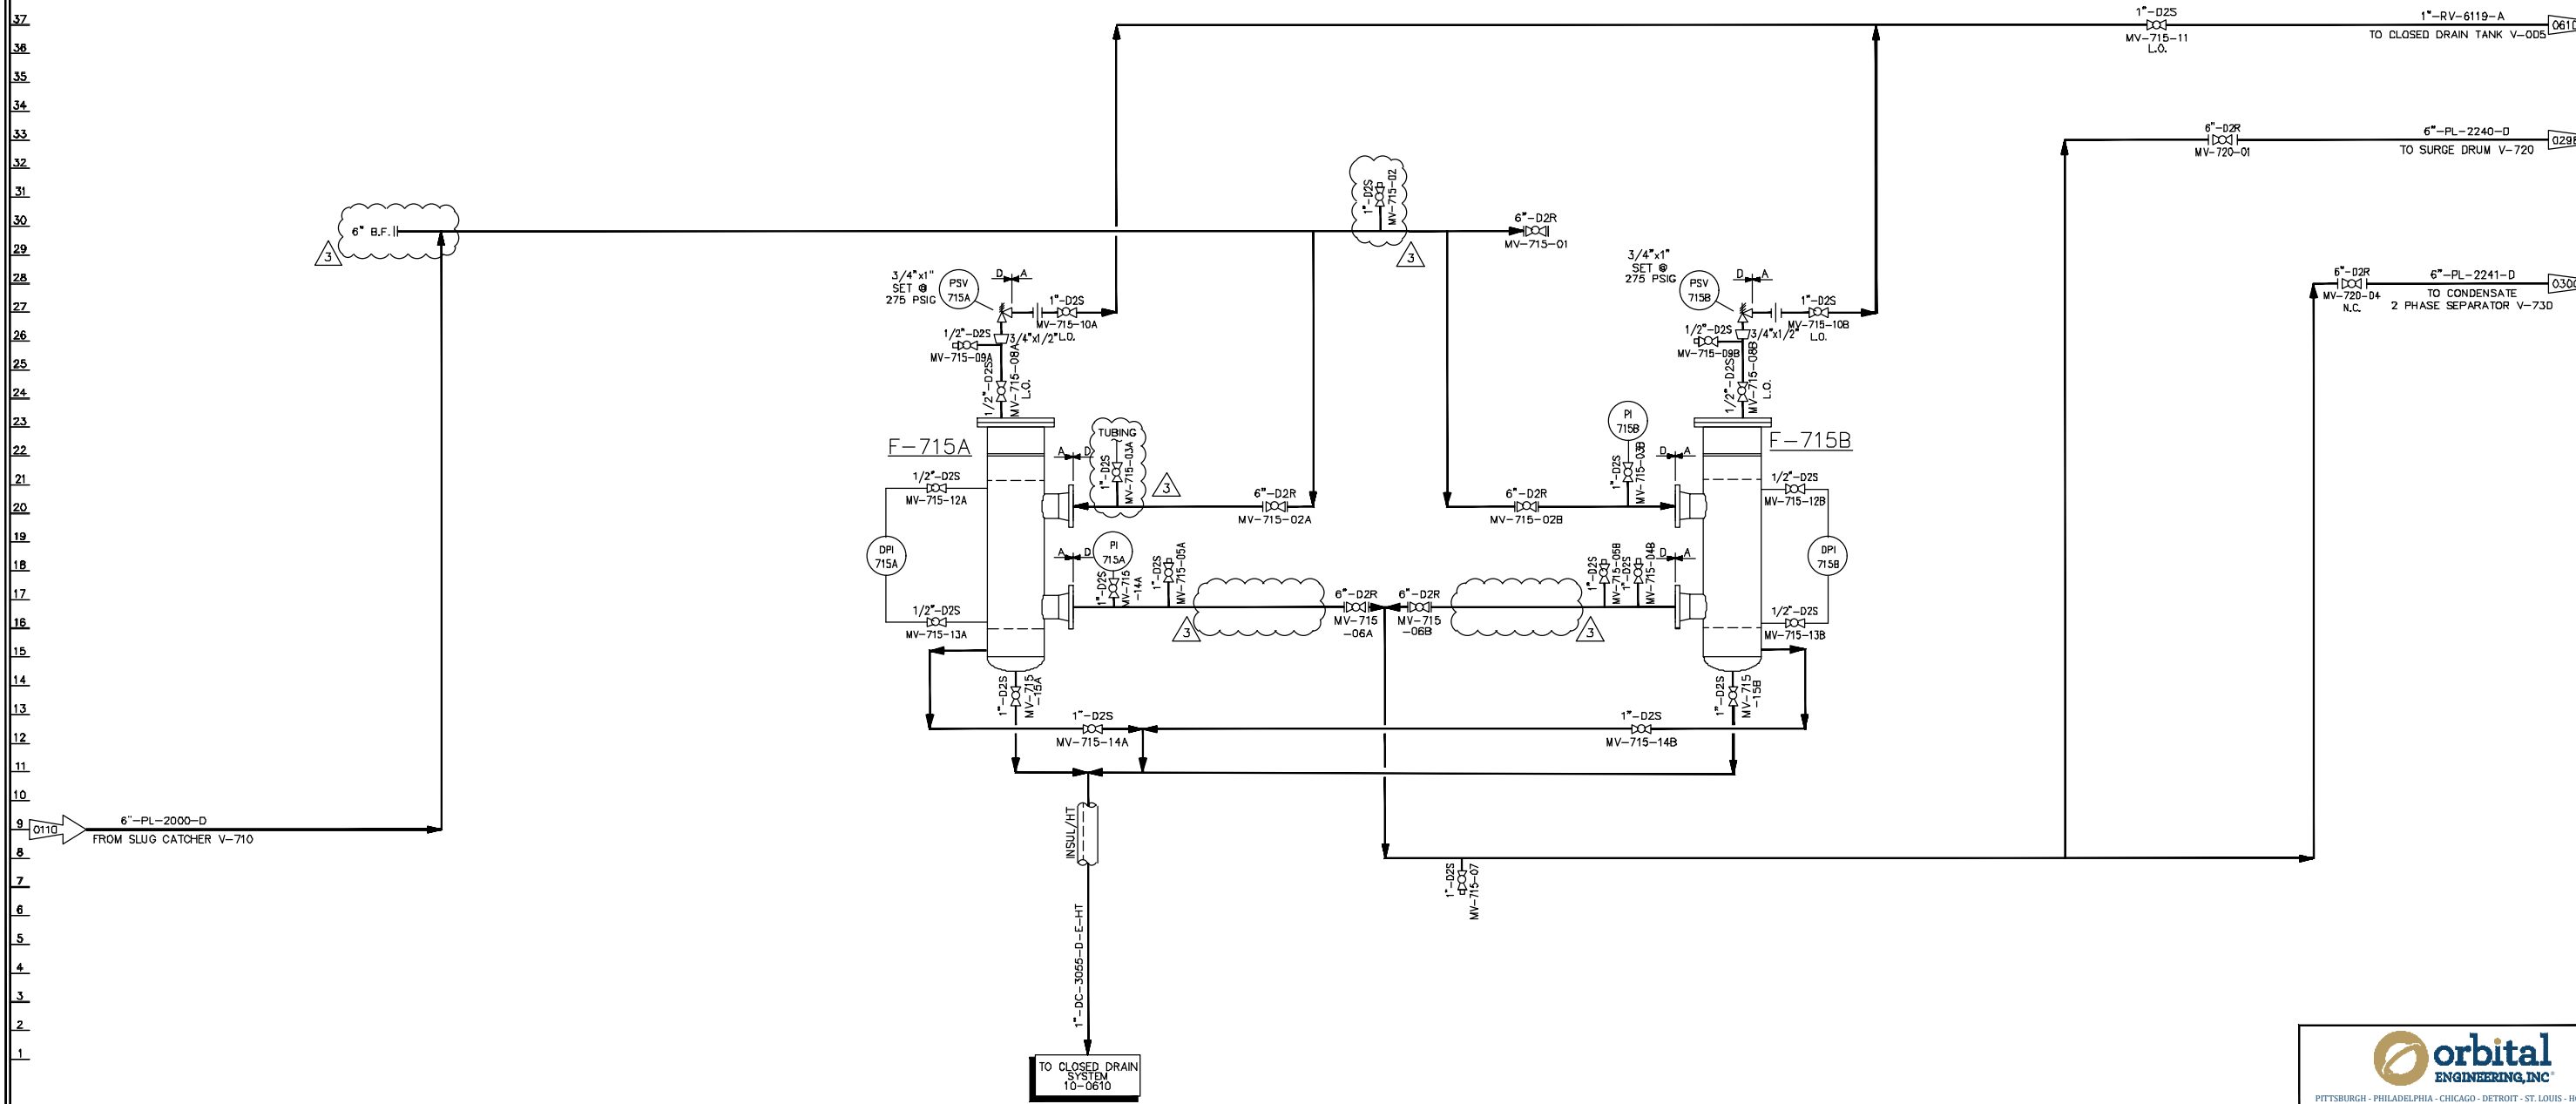 37
36
35
34
33
32
31
30
29
28
27
26
25
24
23
22
21
20
19
18
17
16
15
14
13
12
11
10
9
8
7
6
5
4
3
2
1
1"-D2S
MV-715-11
L.O.
1"-RV-6119-A
TO CLOSED DRAIN TANK V-005
6"-D2R
MV-720-01
6"-PL-2240-D
TO SURGE DRUM V-720
6"-D2R
MV-720-04
N.C.
6"-PL-2241-D
TO CONDENSATE
2 PHASE SEPARATOR V-730
6" B.F.
3
1"-D2S
MV-715-02
3
6"-D2R
MV-715-01
3/4"x1"
SET @
275 PSIG
PSV
715A
D
A
1"-D2S
MV-715-10A
L.O.
1/2"-D2S
MV-715-09A
3/4"x1/2"
1/2"-D2S
MV-715-08A
L.O.
3/4"x1"
SET @
275 PSIG
PSV
715B
D
A
1"-D2S
MV-715-10B
L.O.
1/2"-D2S
MV-715-09B
3/4"x1/2"
1/2"-D2S
MV-715-08B
L.O.
F-715A
TUBING
1"-D2S
MV-715-03A
A
D
3
1/2"-D2S
MV-715-12A
6"-D2R
MV-715-02A
DPI
715A
1/2"-D2S
MV-715-13A
A
D
PI
715A
1"-D2S
MV-715
-14A
1"-D2S
MV-715-05A
3
6"-D2R
MV-715
-06A
6"-D2R
MV-715
-06B
3
PI
715B
1"-D2S
MV-715-03B
D
A
F-715B
6"-D2R
MV-715-02B
1/2"-D2S
MV-715-12B
DPI
715B
1/2"-D2S
MV-715-13B
1"-D2S
MV-715-05B
1"-D2S
MV-715-04B
D
A
1"-D2S
MV-715
-15A
1"-D2S
MV-715
-15B
1"-D2S
MV-715-14A
1"-D2S
MV-715-14B
0110
6"-PL-2000-D
FROM SLUG CATCHER V-710
INSUL/HT
1"-D2S
MV-715-07
1"-DC-3055-D-E-HT
TO CLOSED DRAIN
SYSTEM
10-0610
orbital
ENGINEERING, INC
PITTSBURGH - PHILADELPHIA - CHICAGO - DETROIT - ST. LOUIS -